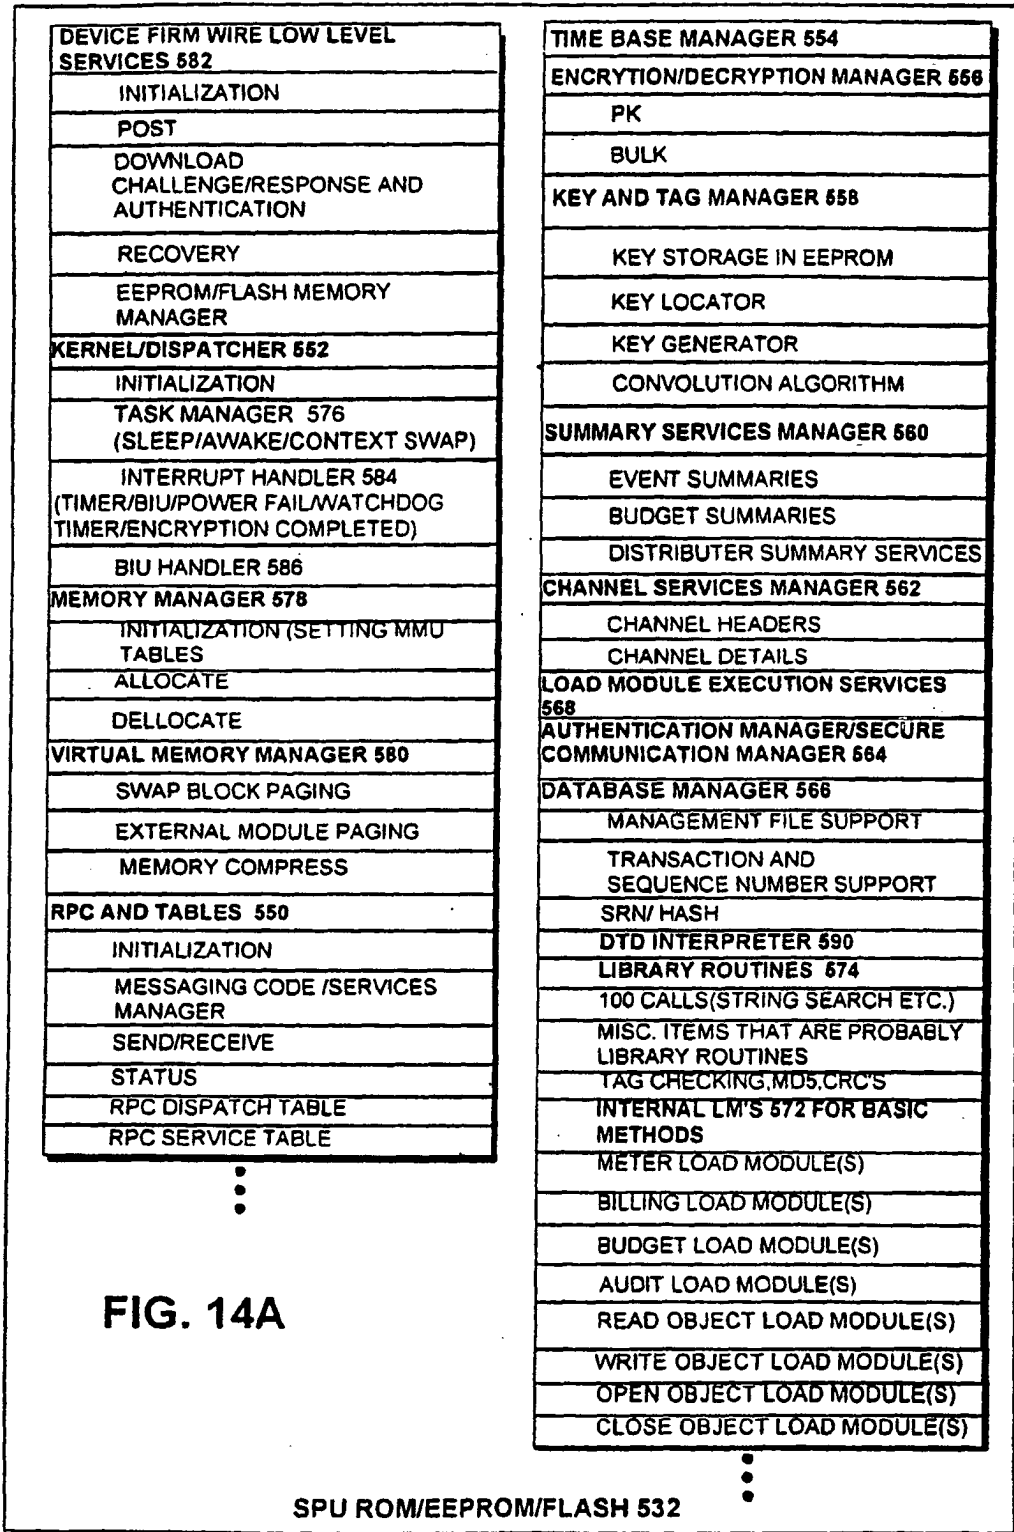 DEVICE FIRM WIRE LOW LEVEL
SERVICES 582
INITIALIZATION
POST
DOWNLOAD
CHALLENGE/RESPONSE AND
AUTHENTICATION
RECOVERY
EEPROM/FLASH MEMORY
MANAGER
KERNEL/DISPATCHER 552
INITIALIZATION
TASK MANAGER 576
(SLEEP/AWAKE/CONTEXT SWAP)
INTERRUPT HANDLER 584
(TIMER/BIU/POWER FAIL/WATCHDOG
TIMER/ENCRYPTION COMPLETED)
BIU HANDLER 586
MEMORY MANAGER 578
INITIALIZATION (SETTING MMU
TABLES
ALLOCATE
DELLOCATE
VIRTUAL MEMORY MANAGER 580
SWAP BLOCK PAGING
EXTERNAL MODULE PAGING
MEMORY COMPRESS
RPC AND TABLES 550
INITIALIZATION
MESSAGING CODE /SERVICES
MANAGER
SEND/RECEIVE
STATUS
RPC DISPATCH TABLE
RPC SERVICE TABLE
TIME BASE MANAGER 554
ENCRYTION/DECRYPTION MANAGER 556
PK
BULK
KEY AND TAG MANAGER 558
KEY STORAGE IN EEPROM
KEY LOCATOR
KEY GENERATOR
CONVOLUTION ALGORITHM
SUMMARY SERVICES MANAGER 560
EVENT SUMMARIES
BUDGET SUMMARIES
DISTRIBUTER SUMMARY SERVICES
CHANNEL SERVICES MANAGER 562
CHANNEL HEADERS
CHANNEL DETAILS
LOAD MODULE EXECUTION SERVICES
568
AUTHENTICATION MANAGER/SECURE
COMMUNICATION MANAGER 564
DATABASE MANAGER 566
MANAGEMENT FILE SUPPORT
TRANSACTION AND
SEQUENCE NUMBER SUPPORT
SRN/ HASH
DTD INTERPRETER 590
LIBRARY ROUTINES 574
100 CALLS(STRING SEARCH ETC.)
MISC. ITEMS THAT ARE PROBABLY
LIBRARY ROUTINES
TAG CHECKING,MD5,CRC'S
INTERNAL LM'S 572 FOR BASIC
METHODS
METER LOAD MODULE(S)
BILLING LOAD MODULE(S)
BUDGET LOAD MODULE(S)
AUDIT LOAD MODULE(S)
READ OBJECT LOAD MODULE(S)
WRITE OBJECT LOAD MODULE(S)
OPEN OBJECT LOAD MODULE(S)
CLOSE OBJECT LOAD MODULE(S)
FIG. 14A
SPU ROM/EEPROM/FLASH 532